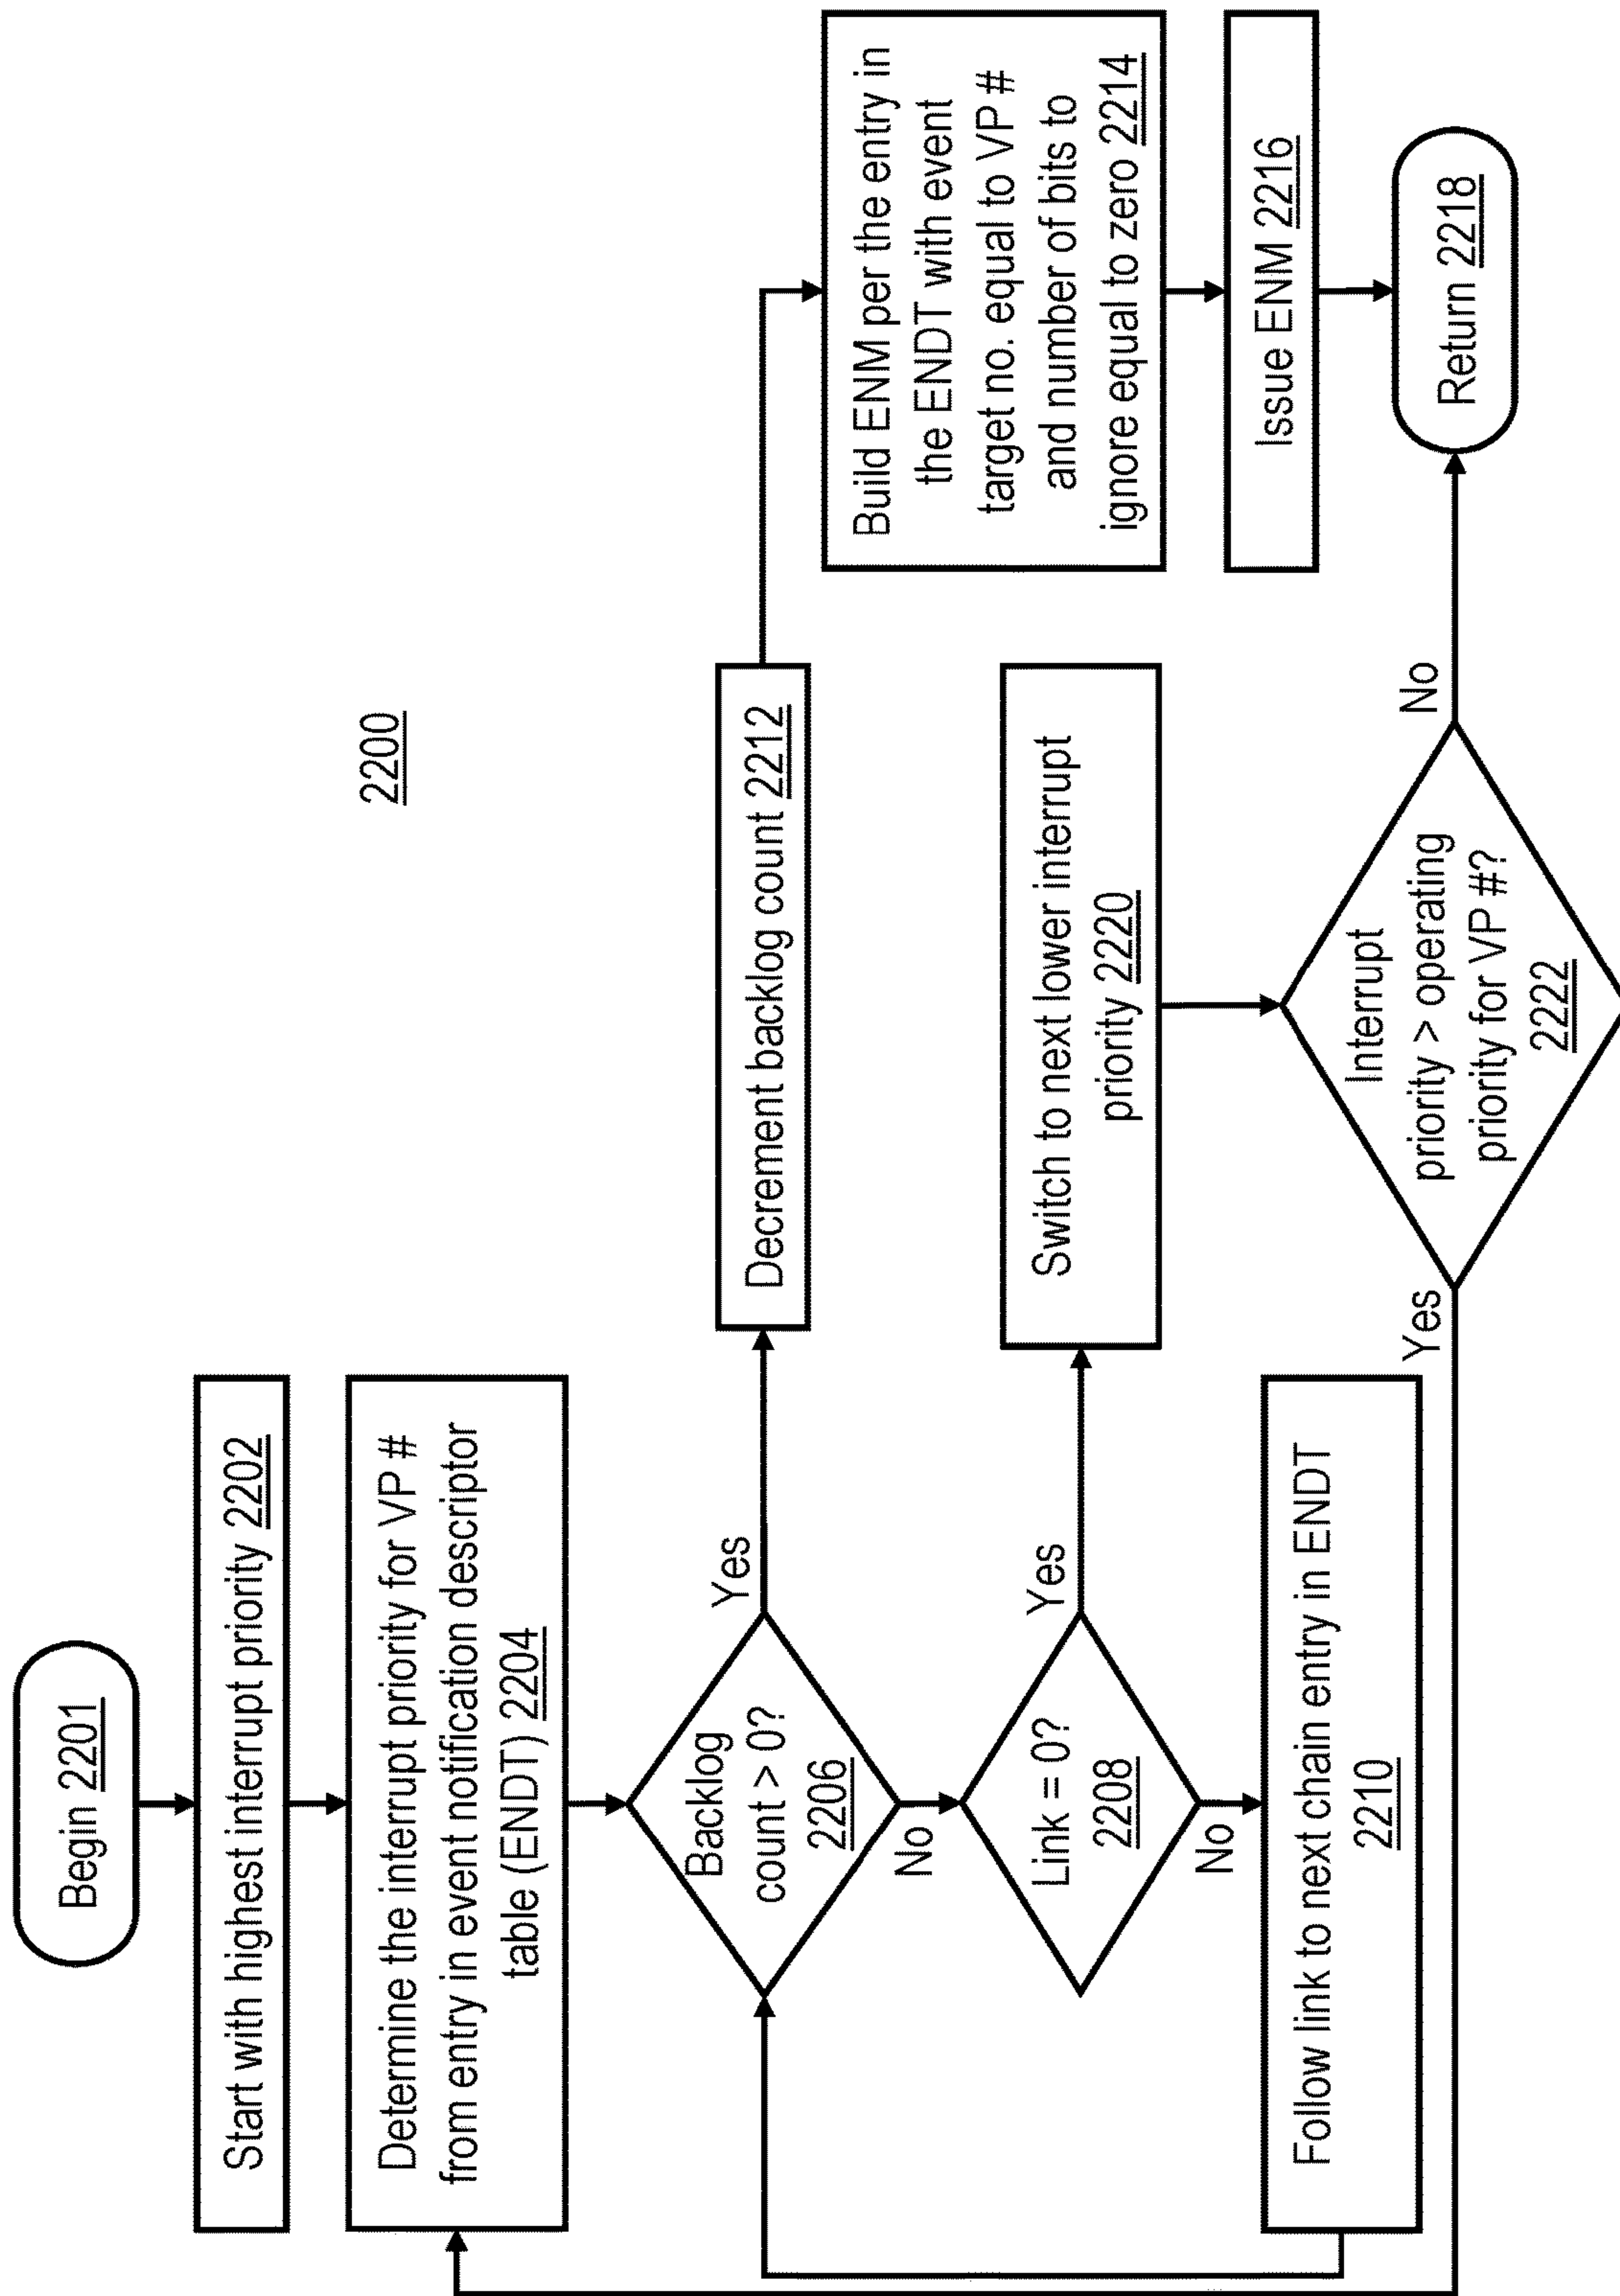 2200
Begin 2201
Start with highest interrupt priority 2202
Determine the interrupt priority for VP #
from entry in event notification descriptor
table (ENDT) 2204
Backlog
count > 0?
2206
Yes
No
Decrement backlog count 2212
Build ENM per the entry in
the ENDT with event
target no. equal to VP #
and number of bits to
ignore equal to zero 2214
Issue ENM 2216
Return 2218
Link = 0?
2208
Yes
No
Switch to next lower interrupt
priority 2220
Follow link to next chain entry in ENDT
2210
Interrupt
priority > operating
priority for VP #?
2222
Yes
No